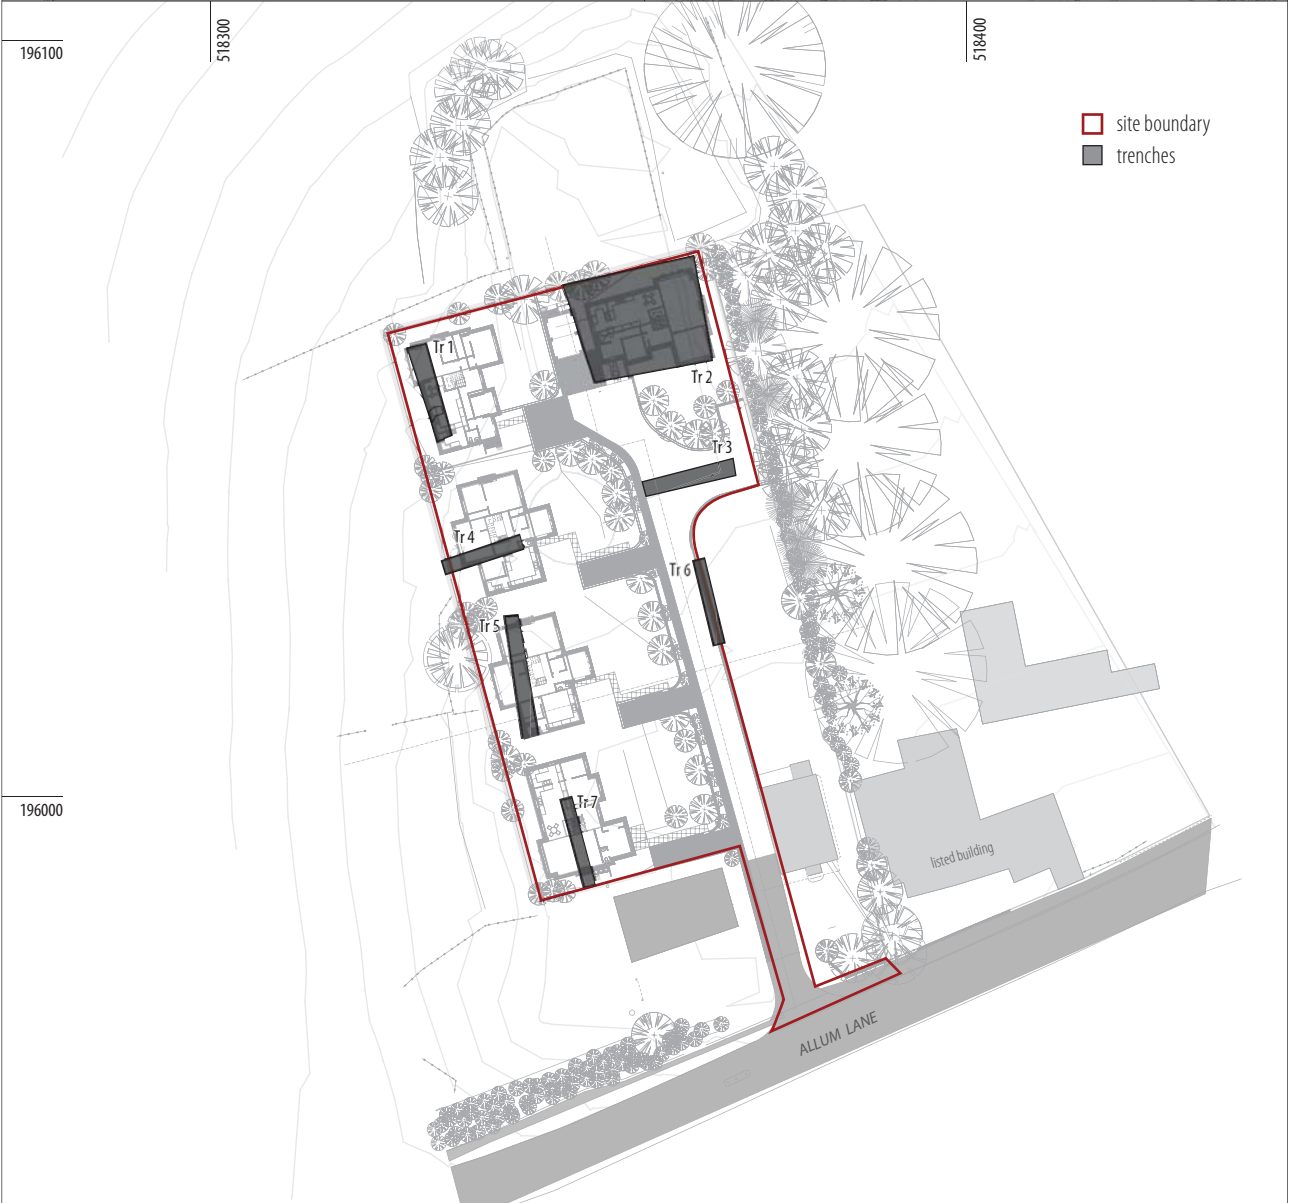 518300
518400
196100
site boundary
trenches
Tr 1
Tr 2
Tr 3
Tr 4
Tr 6
Tr 5
196000
Tr 7
listed building
ALLUM LANE